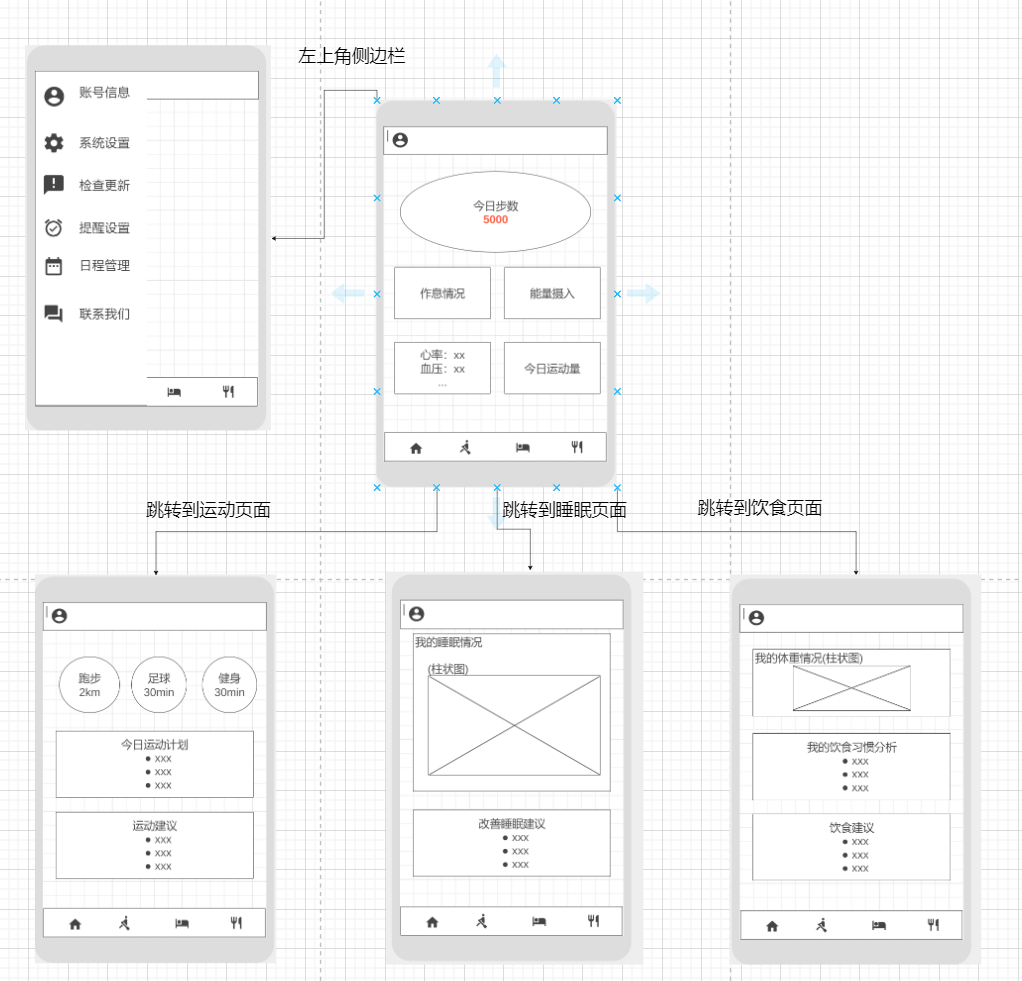 左上角侧边栏
账号信息
系统设置
检查更新
提醒设置
日程管理
联系我们
今日步数
5000
作息情况
能量摄入
心率：xx
血压：xx
...
今日运动量
跳转到运动页面
跳转到睡眠页面
跳转到饮食页面
跑步
2km
足球
30min
健身
30min
今日运动计划
● xxx
● xxx
● xxx
运动建议
● xxx
● xxx
● xxx
我的睡眠情况
(柱状图)
改善睡眠建议
● xxx
● xxx
● xxx
我的体重情况(柱状图)
我的饮食习惯分析
● xxx
● xxx
● xxx
饮食建议
● xxx
● xxx
● xxx